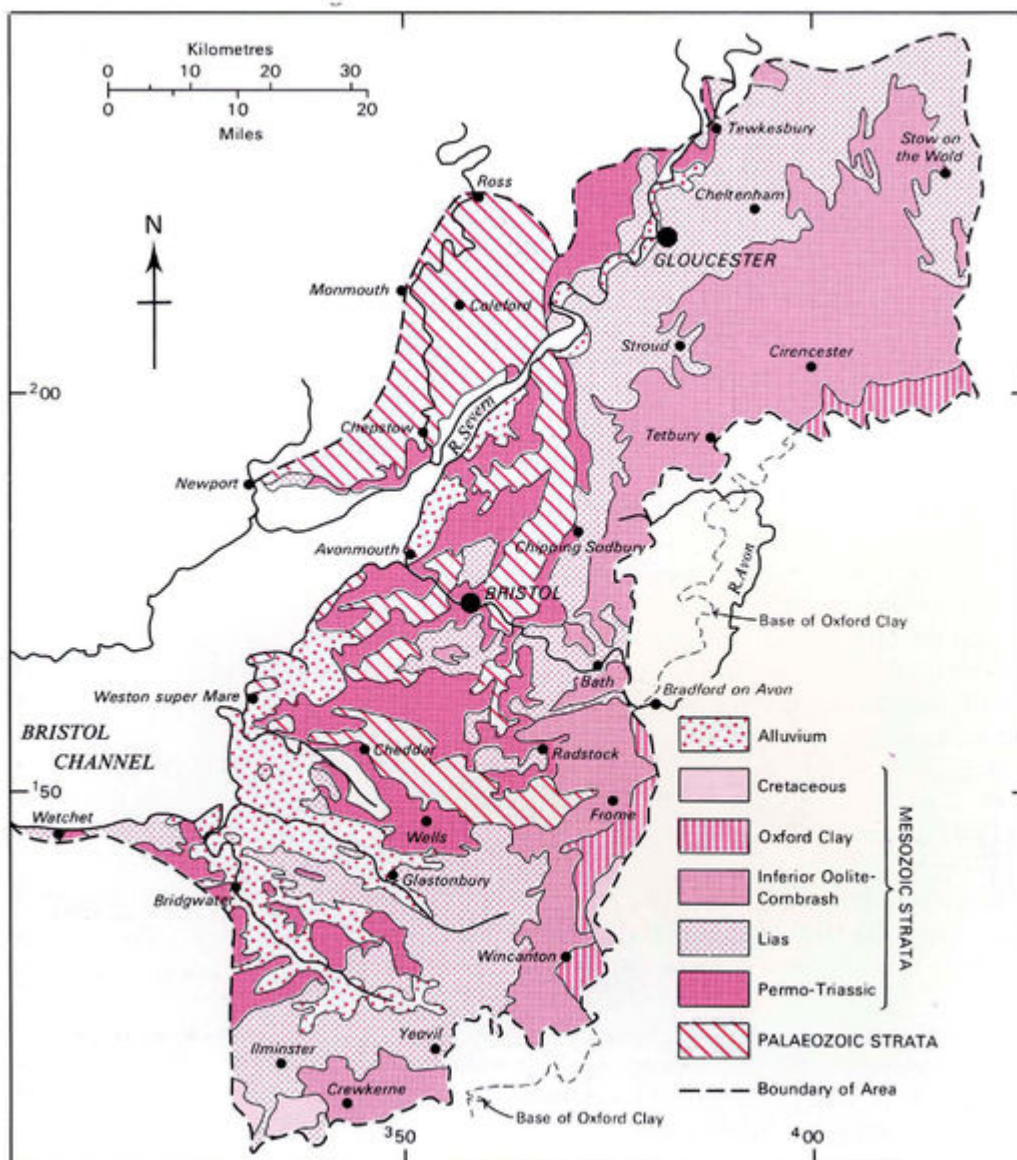 Kilometres
0 10 20 30
0 10 20
Miles
N
Tewkesbury
Stow on
the Wold
Cheltenham
Ross
GLOUCESTER
Monmouth
Coleford
Stroud
Cirencester
²00
Chepstow
R. Severn
Tetbury
Newport
Avonmouth
Chipping Sodbury
R. Avon
BRISTOL
Base of Oxford Clay
Bath
Weston super Mare
Bradford on Avon
BRISTOL
CHANNEL
Cheddar
Radstock
¹50
Watchet
Frome
Wells
Glastonbury
Bridgwater
Wincanton
Yeovil
Ilminster
Crewkerne
Base of Oxford Clay
³50
⁴00
Alluvium
Cretaceous
Oxford Clay
Inferior Oolite-
Cornbrash
Lias
Permo-Triassic
MESOZOIC STRATA
PALAEOZOIC STRATA
Boundary of Area